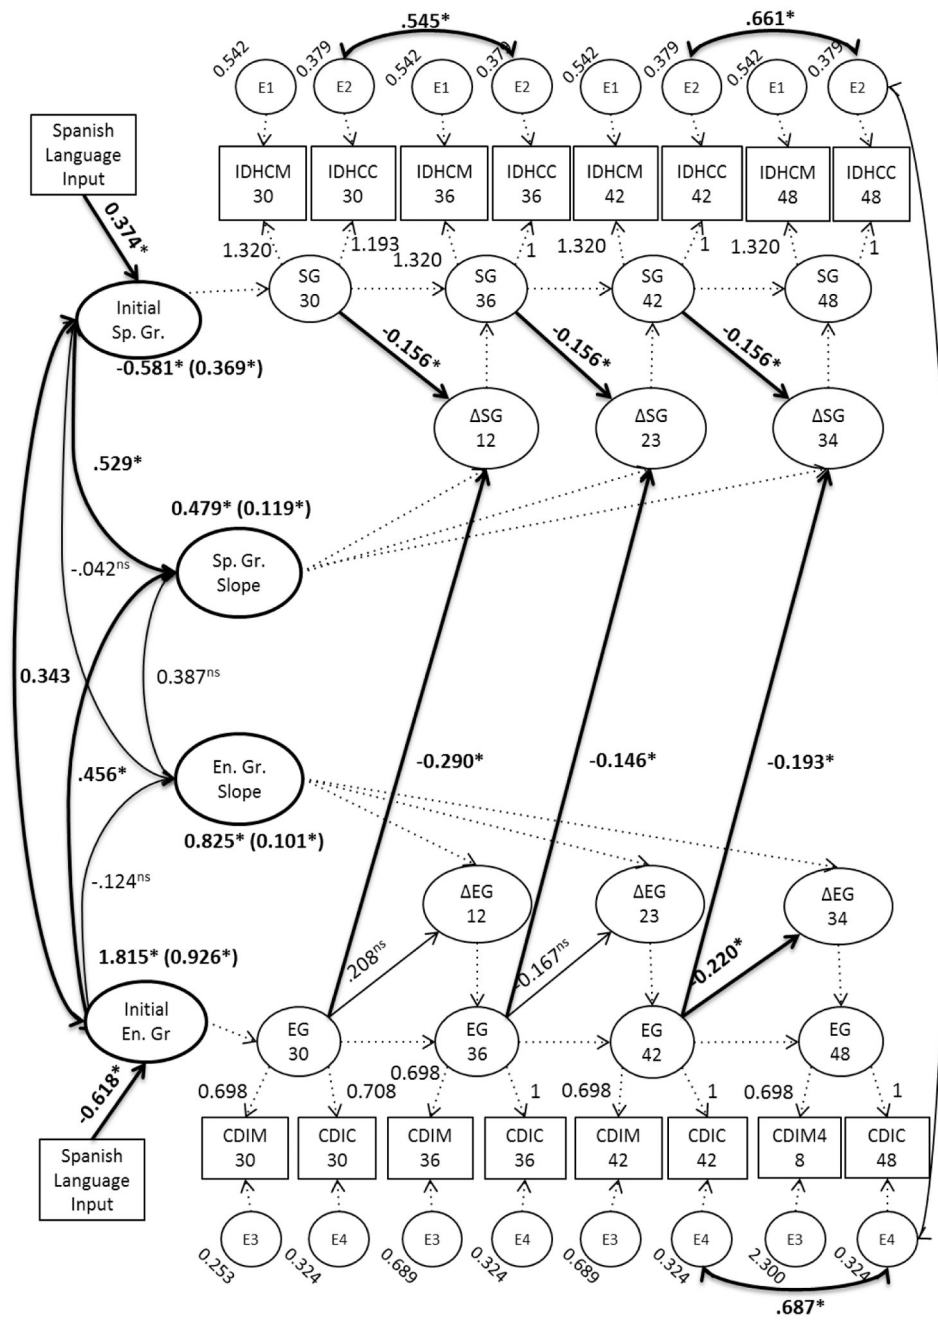 .545*
.661*
0.542
0.379
0.542
0.379
0.542
0.379
0.542
0.379
E1
E2
E1
E2
E1
E2
E1
E2
Spanish
Language
Input
IDHCM
30
IDHCC
30
IDHCM
36
IDHCC
36
IDHCM
42
IDHCC
42
IDHCM
48
IDHCC
48
0.374*
1.320
1.193
1.320
1
1.320
1
1.320
1
SG
30
SG
36
SG
42
SG
48
Initial
Sp. Gr.
-0.581* (0.369*)
-0.156*
-0.156*
-0.156*
ΔSG
12
ΔSG
23
ΔSG
34
.529*
0.479* (0.119*)
Sp. Gr.
Slope
-.042ns
0.343
0.387ns
.456*
En. Gr.
Slope
-0.290*
-0.146*
-0.193*
0.825* (0.101*)
-.124ns
ΔEG
12
ΔEG
23
ΔEG
34
.208ns
-0.167ns
-0.220*
1.815* (0.926*)
Initial
En. Gr
EG
30
EG
36
EG
42
EG
48
-0.618*
0.698
0.708
0.698
1
0.698
1
0.698
1
Spanish
Language
Input
CDIM
30
CDIC
30
CDIM
36
CDIC
36
CDIM
42
CDIC
42
CDIM4
8
CDIC
48
E3
E4
E3
E4
E3
E4
E3
E4
0.253
0.324
0.689
0.324
0.689
0.324
2.300
0.324
.687*